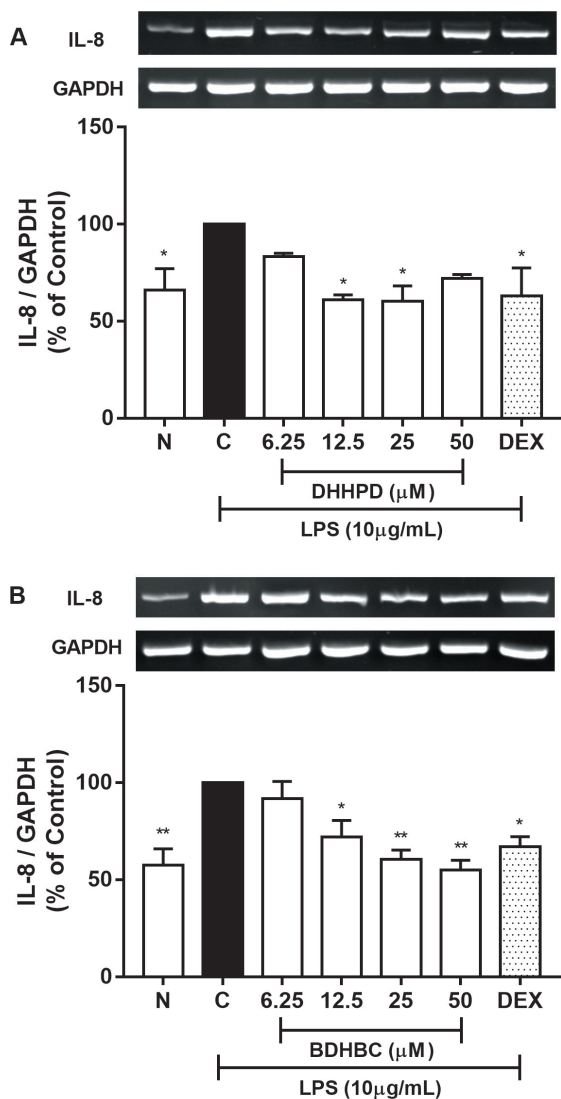 A IL-8
GAPDH
150
100
50
0
IL-8 / GAPDH
(% of Control)
*
*
*
*
N C 6.25 12.5 25 50 DEX
DHHPD (μM)
LPS (10μg/mL)
B IL-8
GAPDH
150
100
50
0
IL-8 / GAPDH
(% of Control)
**
*
**
**
*
N C 6.25 12.5 25 50 DEX
BDHBC (μM)
LPS (10μg/mL)